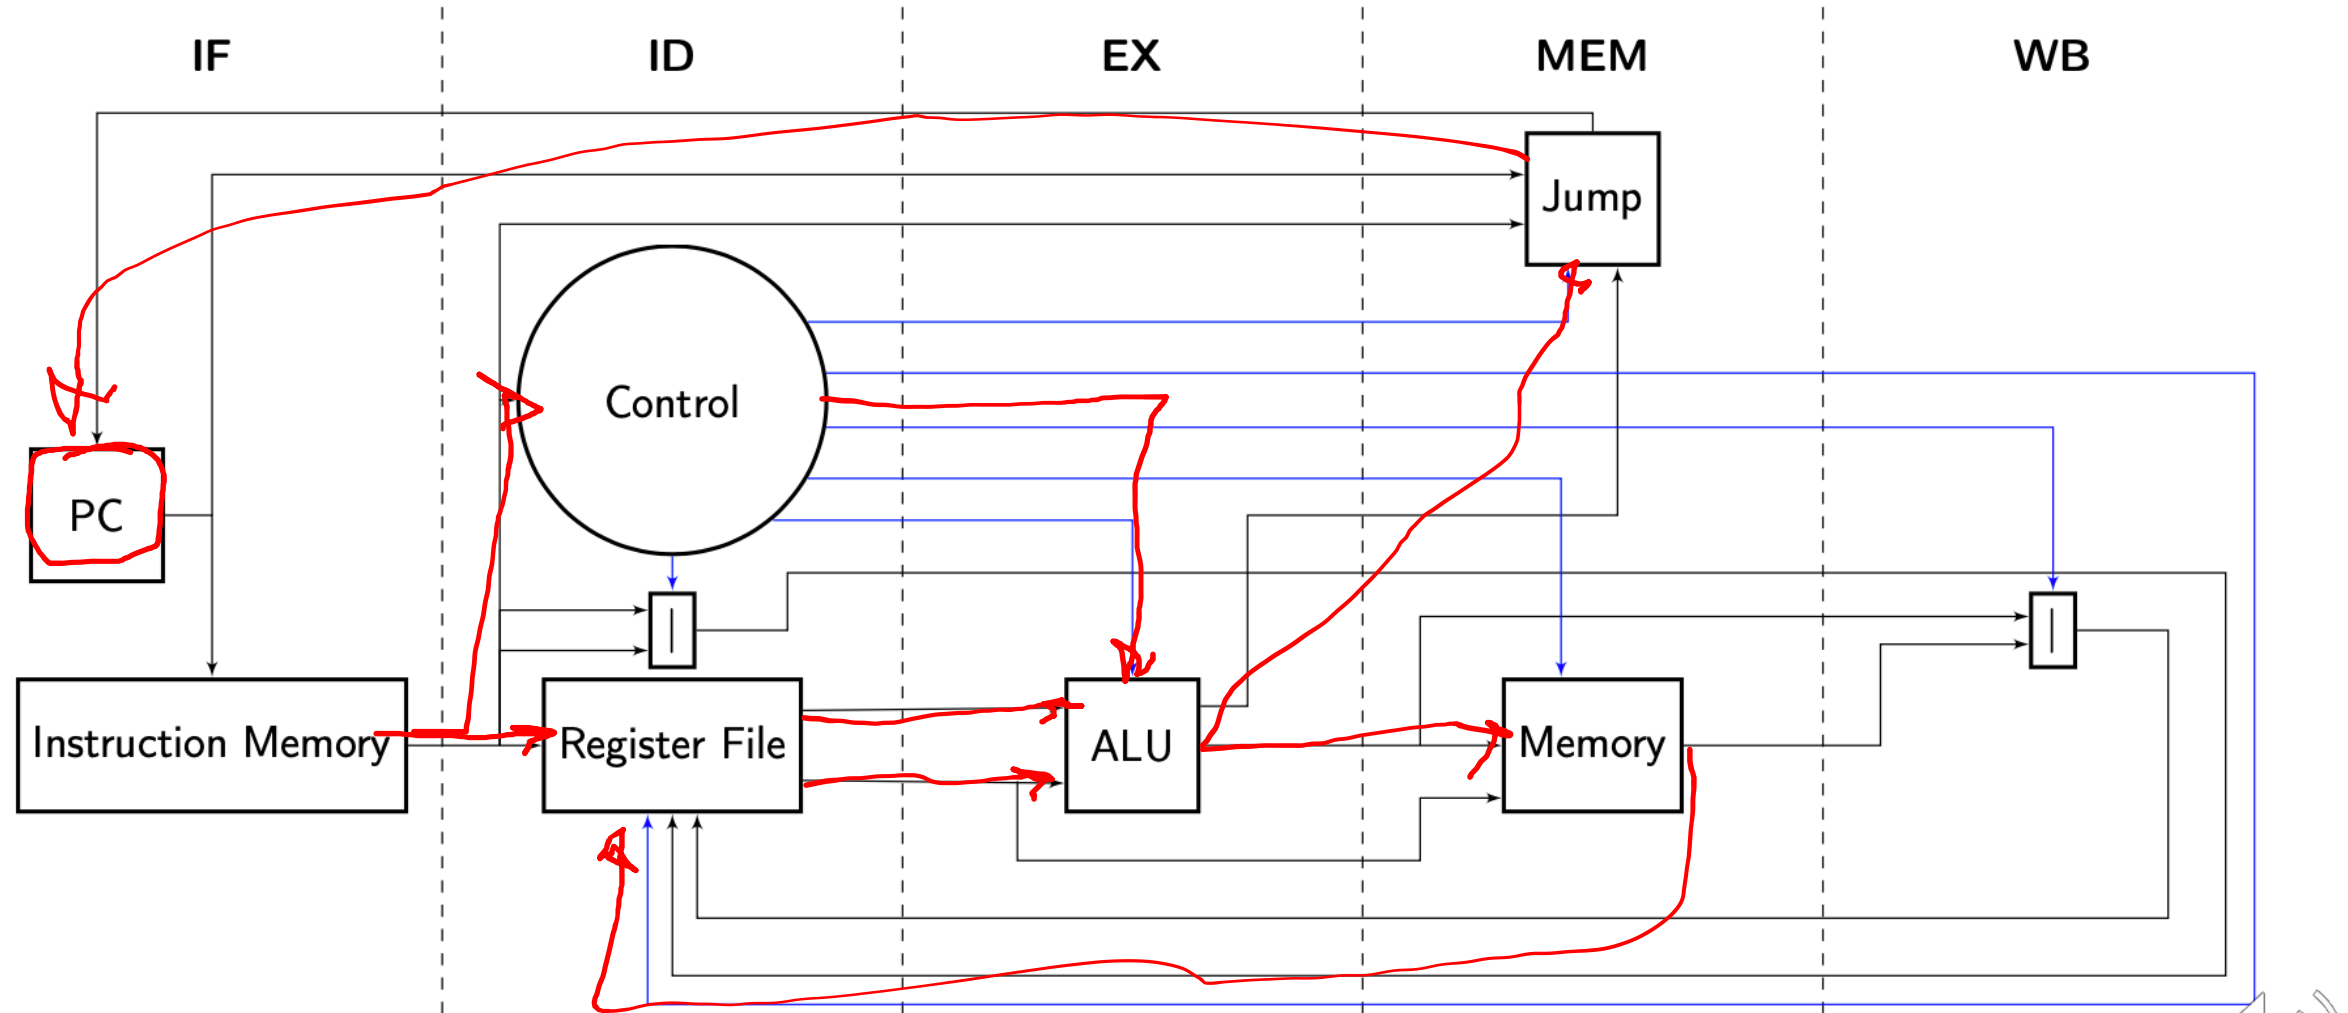 IF ID EX MEM WB
Jump
Control
PC
Instruction Memory
Register File
ALU
Memory